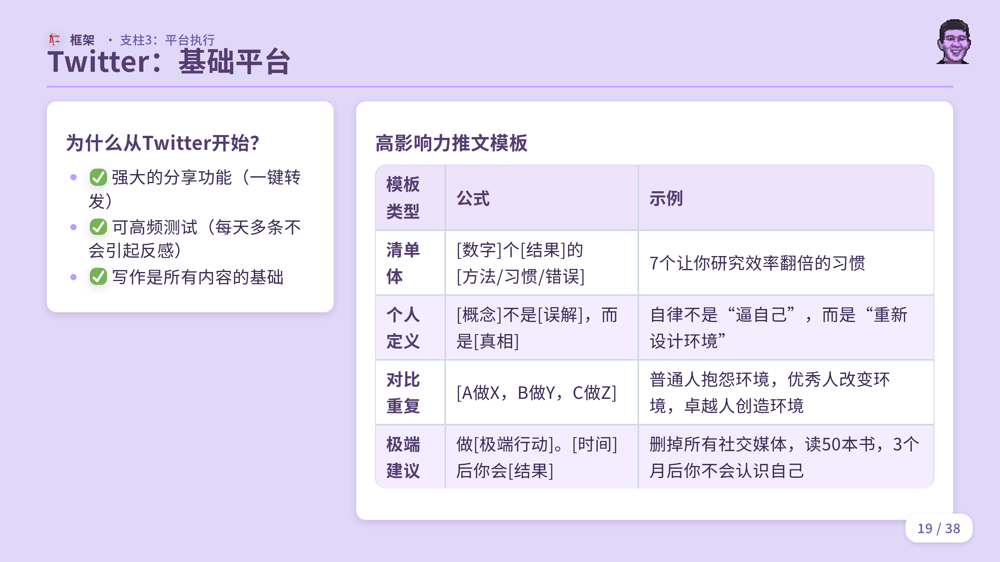 框架 • 支柱3：平台执行
Twitter：基础平台
为什么从Twitter开始？
强大的分享功能（一键转
发）
可高频测试（每天多条不
会引起反感）
写作是所有内容的基础
高影响力推文模板
模板
类型
公式
示例
清单
体
[数字]个[结果]的
[方法/习惯/错误]
7个让你研究效率翻倍的习惯
个人
定义
[概念]不是[误解]，而
是[真相]
自律不是“逼自己”，而是“重新
设计环境”
对比
重复
[A做X，B做Y，C做Z]
普通人抱怨环境，优秀人改变环
境，卓越人创造环境
极端
建议
做[极端行动]。[时间]
后你会[结果]
删掉所有社交媒体，读50本书，3个
月后你不会认识自己
19 / 38